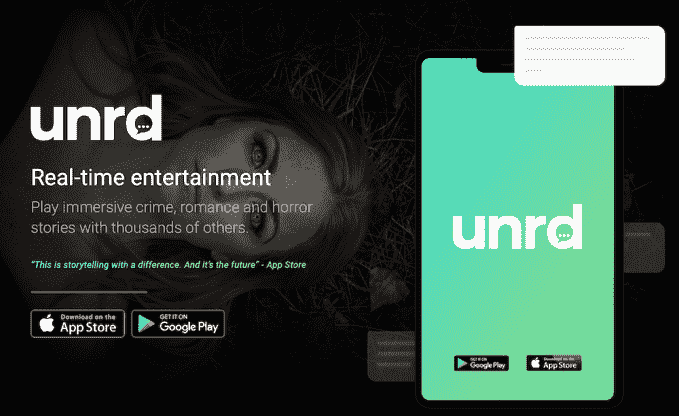 unrd
Real-time entertainment
Play immersive crime, romance and horror
stories with thousands of others.
"This is storytelling with a difference. And it's the future" - App Store
Download on the
App Store
GET IT ON
Google Play
unrd
GET IT ON
Google Play
Download on the
App Store